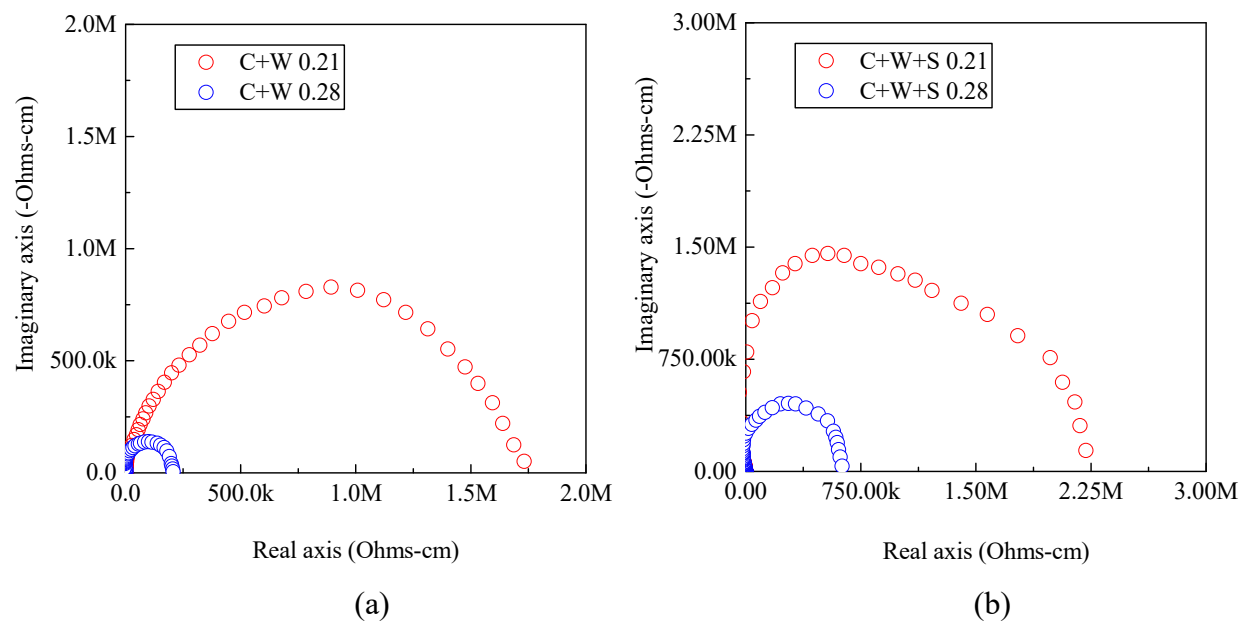 2.0M
1.5M
1.0M
500.0k
0.0
Imaginary axis (-Ohms-cm)
C+W 0.21
C+W 0.28
0.0
500.0k
1.0M
1.5M
2.0M
Real axis (Ohms-cm)
(a)
3.00M
2.25M
1.50M
750.00k
0.00
Imaginary axis (-Ohms-cm)
C+W+S 0.21
C+W+S 0.28
0.00
750.00k
1.50M
2.25M
3.00M
Real axis (Ohms-cm)
(b)